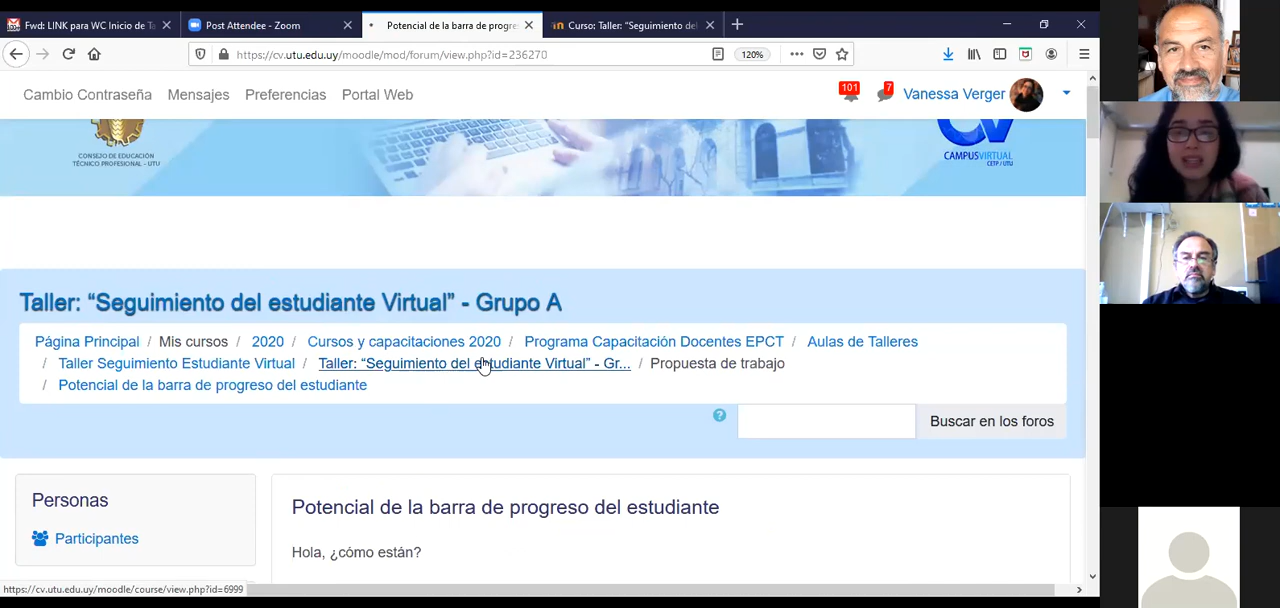 Fwd: LINK para WC Inicio de Ta
Post Attendee - Zoom
Potencial de la barra de progre
Curso: Taller: “Seguimiento del
https://cv.utu.edu.uy/moodle/mod/forum/view.php?id=236270
120%
Cambio Contraseña Mensajes Preferencias Portal Web
101
7
Vanessa Verger
CONSEJO DE EDUCACIÓN
TÉCNICO PROFESIONAL - UTU
CV
CAMPUSVIRTUAL
CETP / UTU
Taller: “Seguimiento del estudiante Virtual” - Grupo A
Página Principal / Mis cursos / 2020 / Cursos y capacitaciones 2020 / Programa Capacitación Docentes EPCT / Aulas de Talleres
/ Taller Seguimiento Estudiante Virtual / Taller: “Seguimiento del estudiante Virtual” - Gr... / Propuesta de trabajo
/ Potencial de la barra de progreso del estudiante
?
Buscar en los foros
Personas
Participantes
Potencial de la barra de progreso del estudiante
Hola, ¿cómo están?
https://cv.utu.edu.uy/moodle/course/view.php?id=6999